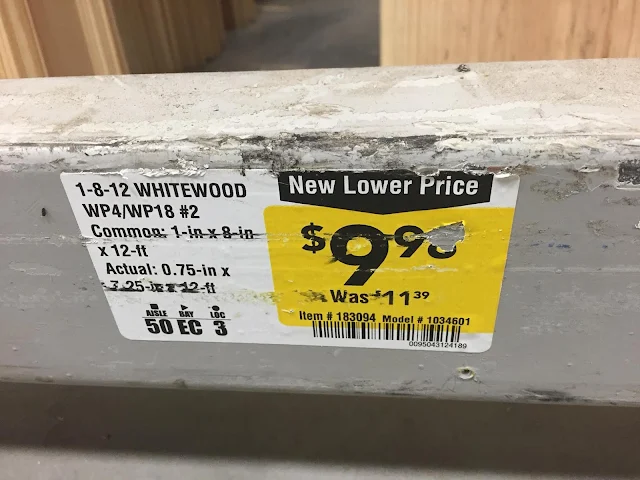 1-8-12 WHITEWOOD
WP4/WP18 #2
Common: 1-in x 8-in
x 12-ft
Actual: 0.75-in x
7.25-in x 12-ft
AISLE BAY LOC
50 EC 3
New Lower Price
$9.98
Was $11.39
Item # 183094 Model # 1034601
0095043124189